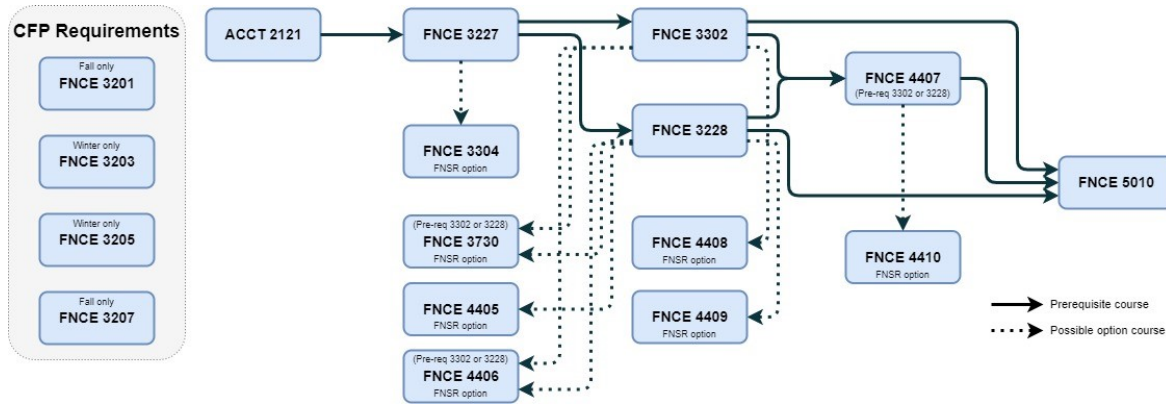 CFP Requirements
Fall only
FNCE 3201
Winter only
FNCE 3203
Winter only
FNCE 3205
Fall only
FNCE 3207
ACCT 2121
FNCE 3227
FNCE 3302
FNCE 4407
(Pre-req 3302 or 3228)
FNCE 3228
FNCE 3304
FNSR option
FNCE 5010
(Pre-req 3302 or 3228)
FNCE 3730
FNSR option
FNCE 4408
FNSR option
FNCE 4410
FNSR option
FNCE 4405
FNSR option
FNCE 4409
FNSR option
(Pre-req 3302 or 3228)
FNCE 4406
FNSR option
Prerequisite course
Possible option course